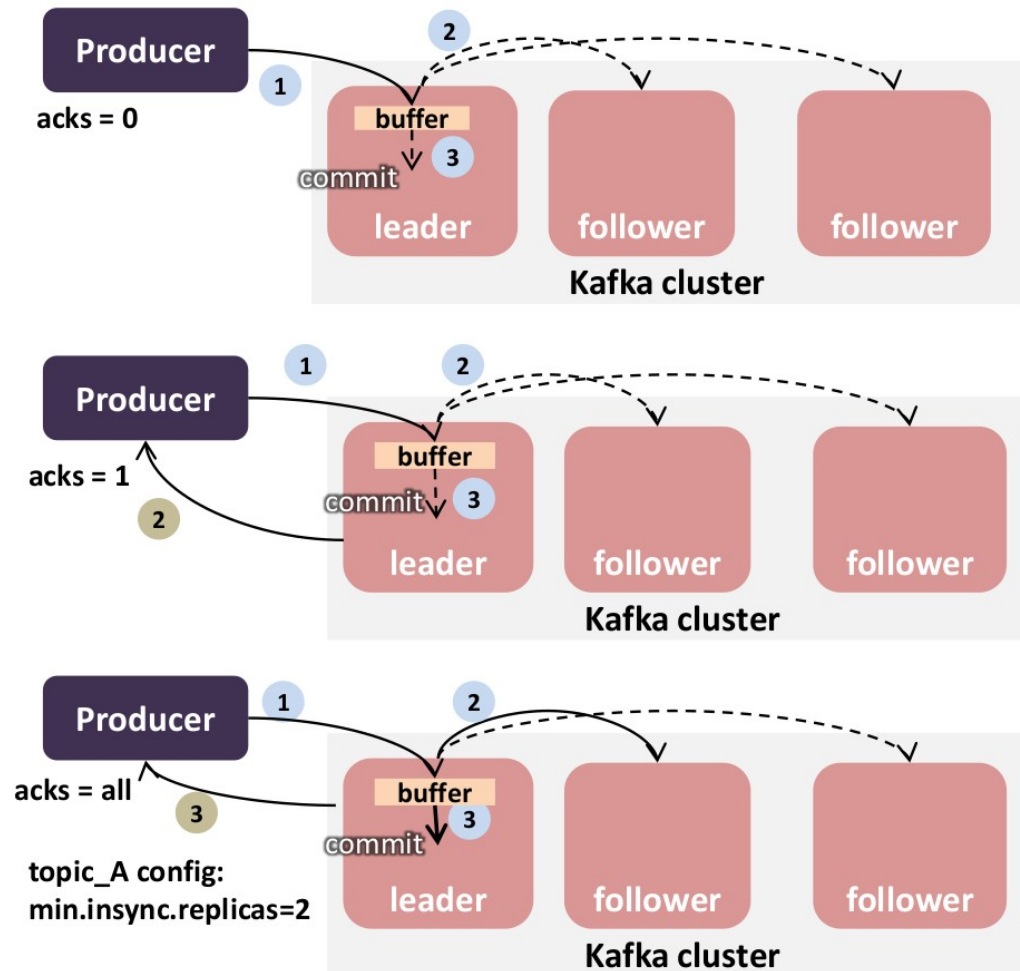 Producer
2
1
acks = 0
buffer
3
commit
leader
follower
follower
Kafka cluster
1
2
Producer
buffer
acks = 1
commit
3
2
leader
follower
follower
Kafka cluster
1
2
Producer
acks = all
buffer
3
3
commit
topic_A config:
min.insync.replicas=2
leader
follower
follower
Kafka cluster